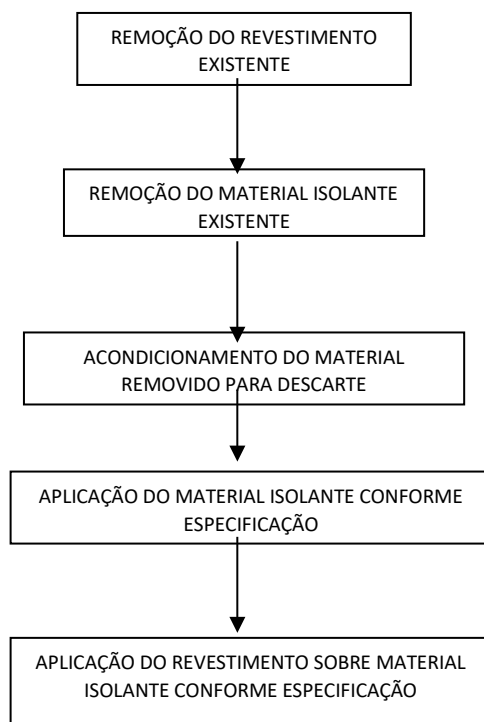 REMOÇÃO DO REVESTIMENTO
EXISTENTE
REMOÇÃO DO MATERIAL ISOLANTE
EXISTENTE
ACONDICIONAMENTO DO MATERIAL
REMOVIDO PARA DESCARTE
APLICAÇÃO DO MATERIAL ISOLANTE CONFORME
ESPECIFICAÇÃO
APLICAÇÃO DO REVESTIMENTO SOBRE MATERIAL
ISOLANTE CONFORME ESPECIFICAÇÃO